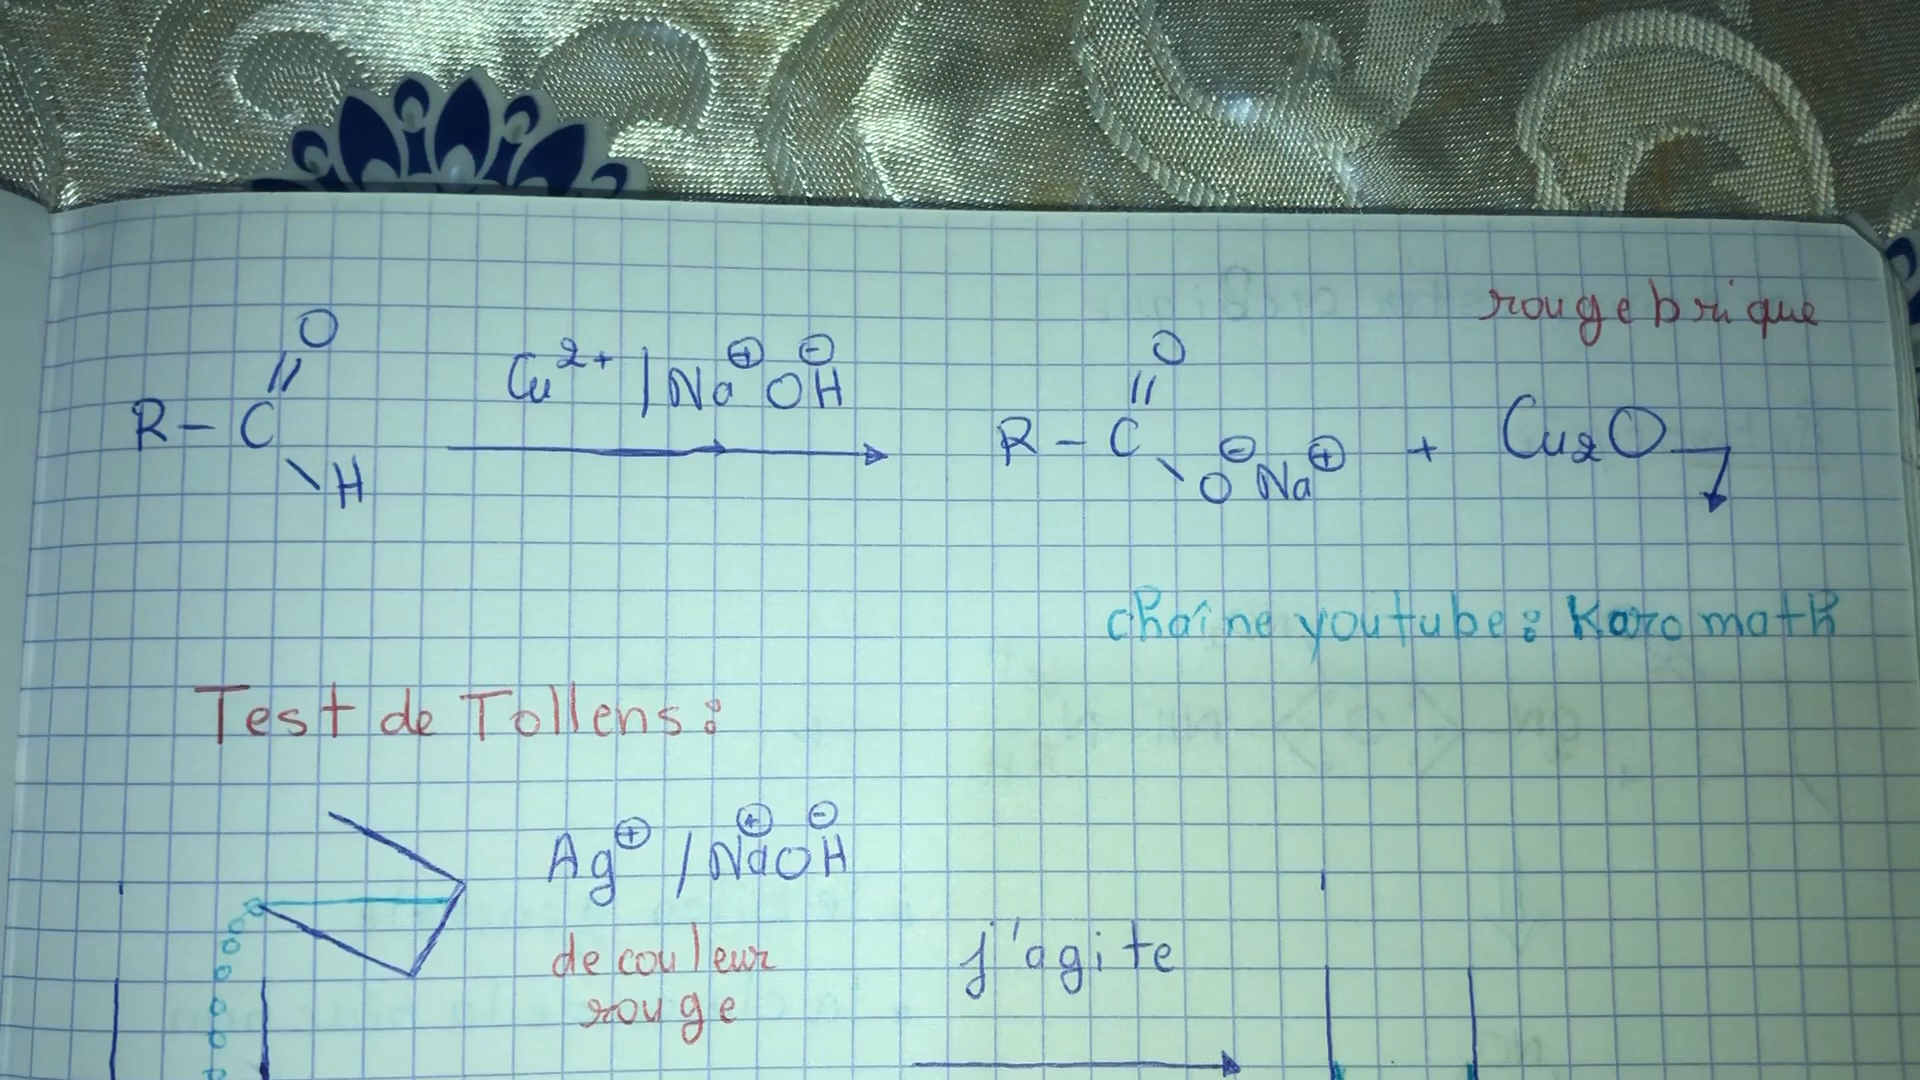 rouge brique
O O
|| Cu²⁺ / Na⊕ OH⊖ ||
R - C → R - C + Cu₂O
\ H \ O⊖ Na⊕
chaîne youtube : Karo math
Test de Tollens :
Ag⊕ / Na⊕ OH⊖
de couleur
rouge
j'agite